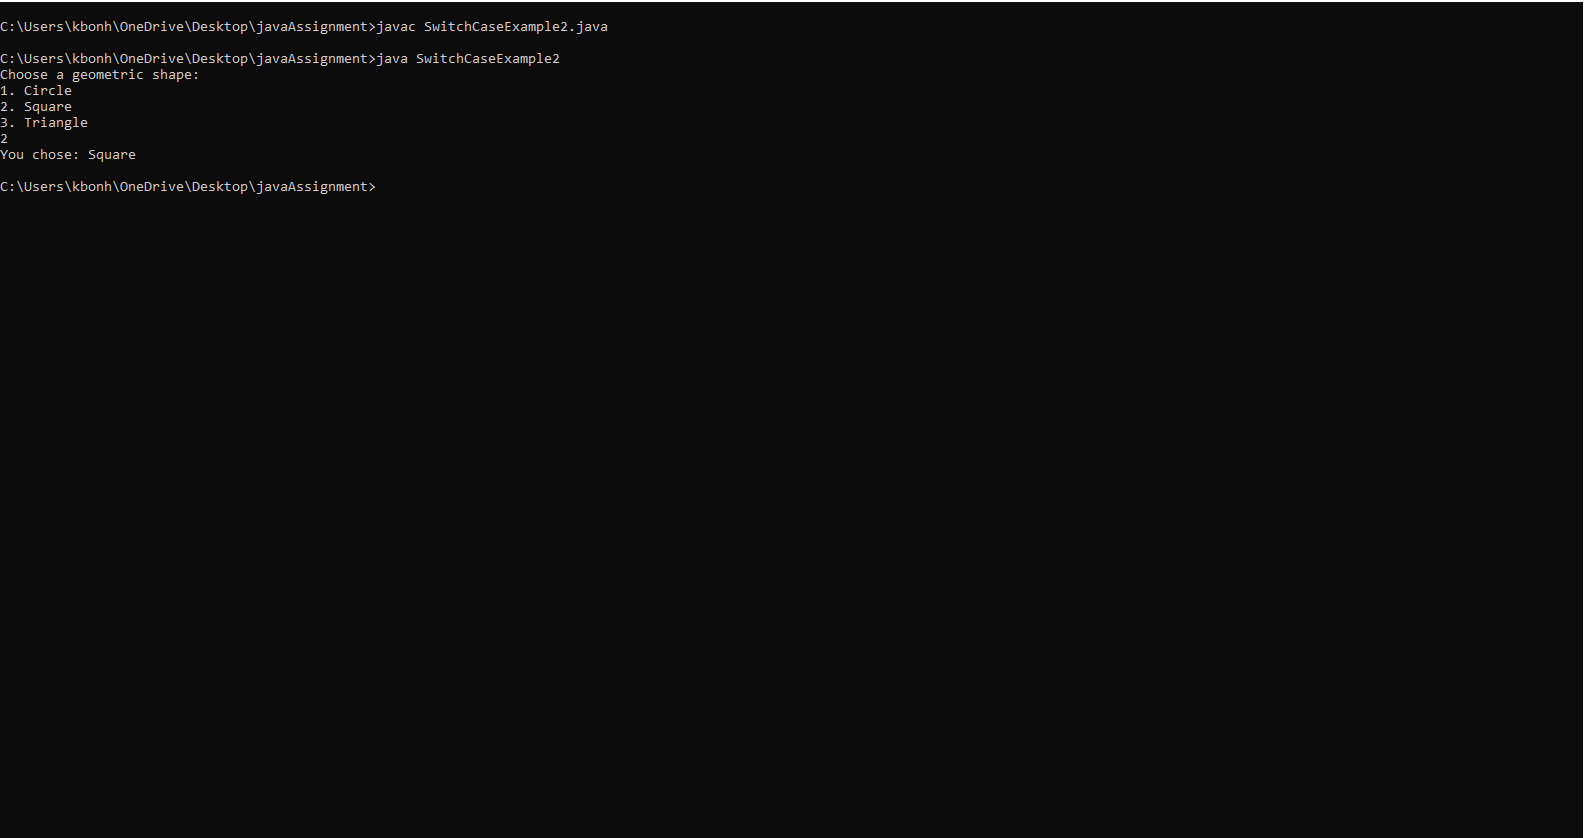 C:\Users\kbonh\OneDrive\Desktop\javaAssignment>javac SwitchCaseExample2.java
C:\Users\kbonh\OneDrive\Desktop\javaAssignment>java SwitchCaseExample2
Choose a geometric shape:
1. Circle
2. Square
3. Triangle
2
You chose: Square
C:\Users\kbonh\OneDrive\Desktop\javaAssignment>